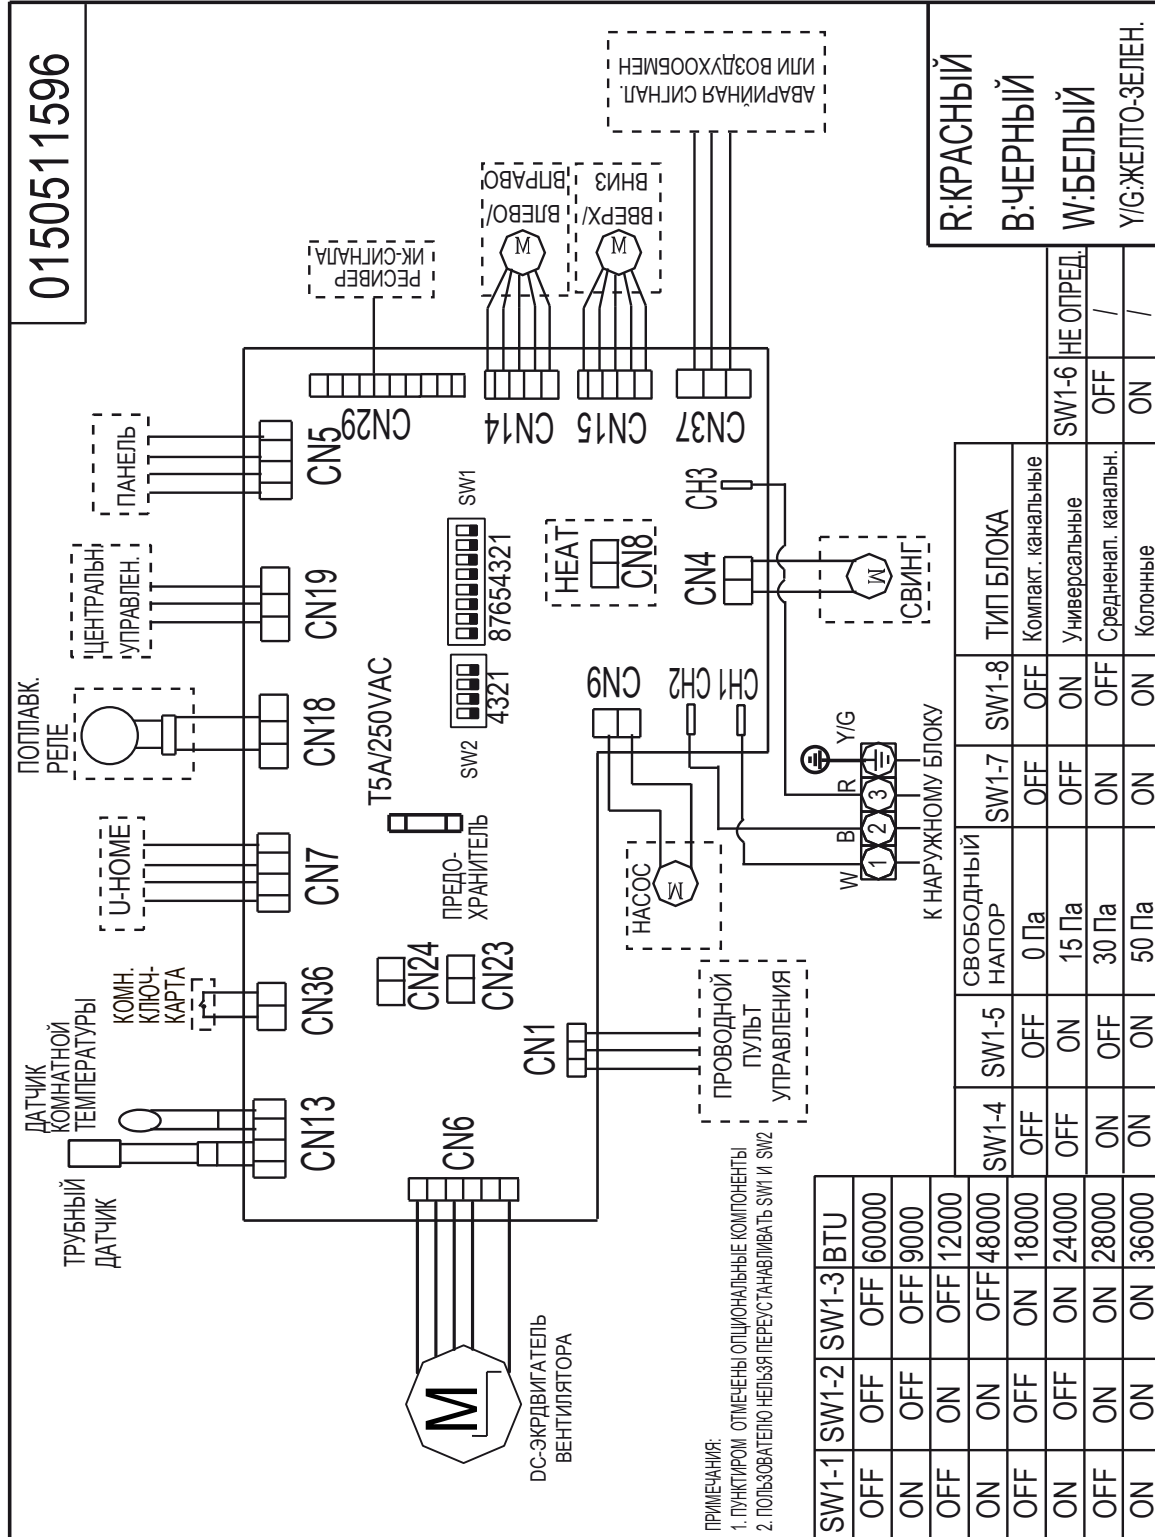 0150511596
ДАТЧИК
КОМНАТНОЙ
ТЕМПЕРАТУРЫ
ТРУБНЫЙ
ДАТЧИК
КОМН.
КЛЮЧ-
КАРТА
U-HOME
ПОПЛАВК.
РЕЛЕ
ЦЕНТРАЛЬН.
УПРАВЛЕН.
ПАНЕЛЬ
РЕСИВЕР
ИК-СИГНАЛА
CN13
CN36
CN7
CN18
CN19
CN5
CN29
CN6
CN24
CN23
ПРЕДО-
ХРАНИТЕЛЬ
T5A/250VAC
SW2
4321
SW1
87654321
CN14
ВЛЕВО/
ВПРАВО
M
CN15
ВВЕРХ/
ВНИЗ
M
CN37
АВАРИЙНАЯ СИГНАЛ.
ИЛИ ВОЗДУХООБМЕН
HEAT
CN8
CN1
CN9
CH2
CH1
CN4
CH3
M
DC-ЭКРДВИГАТЕЛЬ
ВЕНТИЛЯТОРА
ПРОВОДНОЙ
ПУЛЬТ
УПРАВЛЕНИЯ
НАСОС
M
СВИНГ
M
W
B
R
Y/G
1
2
3
К НАРУЖНОМУ БЛОКУ
ПРИМЕЧАНИЯ:
1. ПУНКТИРОМ ОТМЕЧЕНЫ ОПЦИОНАЛЬНЫЕ КОМПОНЕНТЫ
2. ПОЛЬЗОВАТЕЛЮ НЕЛЬЗЯ ПЕРЕУСТАНАВЛИВАТЬ SW1 И SW2
R:КРАСНЫЙ
B:ЧЕРНЫЙ
W:БЕЛЫЙ
Y/G:ЖЕЛТО-ЗЕЛЕН.
SW1-1 SW1-2 SW1-3 BTU
OFF OFF OFF 60000
ON OFF OFF 9000
OFF ON OFF 12000
ON ON OFF 48000
OFF OFF ON 18000
ON OFF ON 24000
OFF ON ON 28000
ON ON ON 36000
SW1-4 SW1-5 СВОБОДНЫЙ НАПОР
OFF OFF 0 Па
OFF ON 15 Па
ON OFF 30 Па
ON ON 50 Па
SW1-7 SW1-8 ТИП БЛОКА
OFF OFF Компакт. канальные
OFF ON Универсальные
ON OFF Средненап. канальн.
ON ON Колонные
SW1-6 НЕ ОПРЕД.
OFF /
ON /